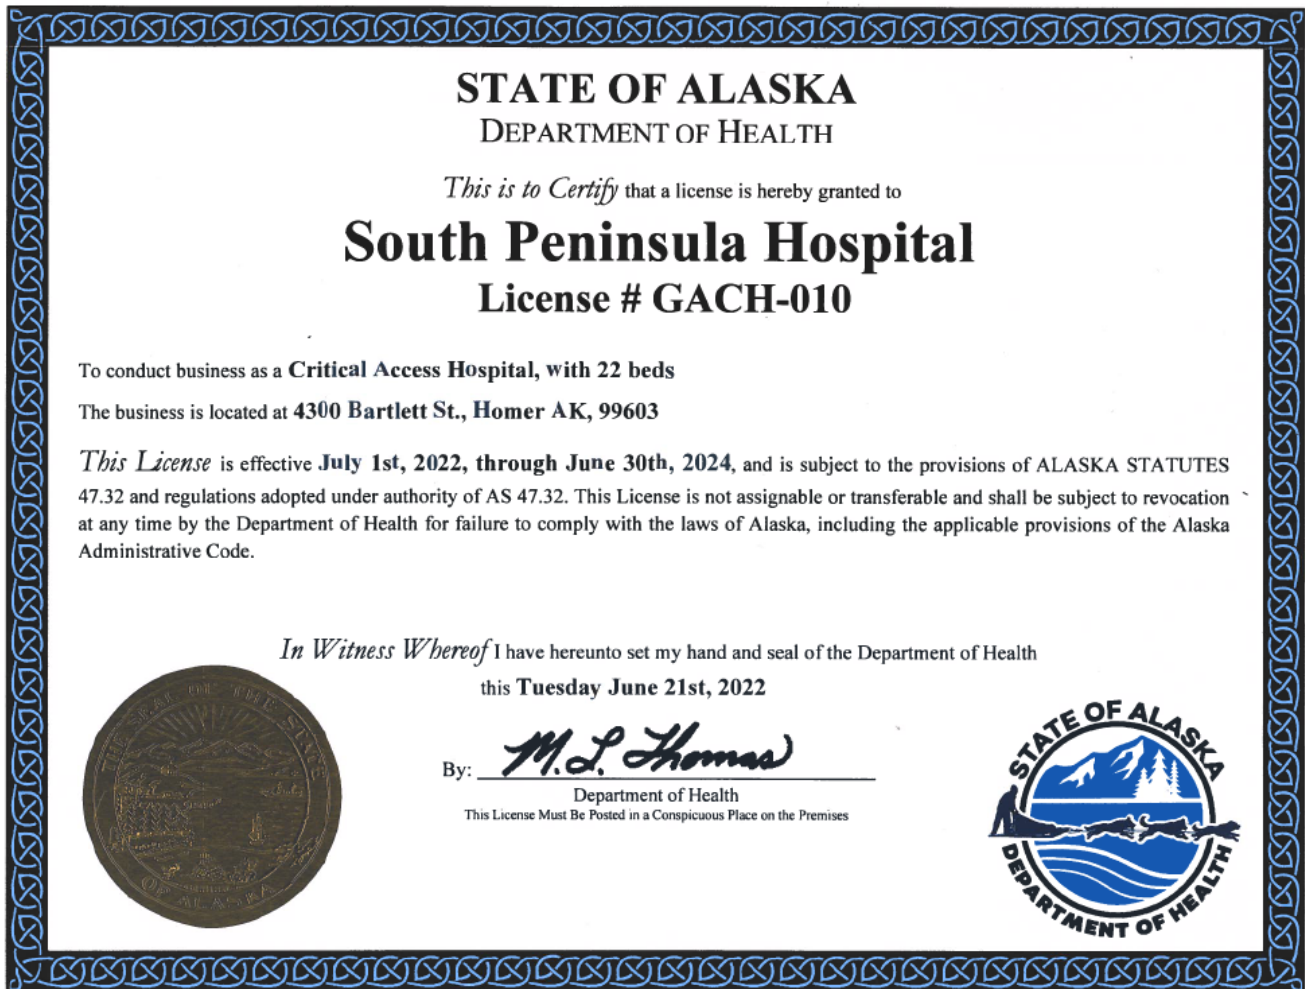 STATE OF ALASKA
DEPARTMENT OF HEALTH
This is to Certify that a license is hereby granted to
South Peninsula Hospital
License # GACH-010
To conduct business as a Critical Access Hospital, with 22 beds
The business is located at 4300 Bartlett St., Homer AK, 99603
This License is effective July 1st, 2022, through June 30th, 2024, and is subject to the provisions of ALASKA STATUTES
47.32 and regulations adopted under authority of AS 47.32. This License is not assignable or transferable and shall be subject to revocation
at any time by the Department of Health for failure to comply with the laws of Alaska, including the applicable provisions of the Alaska
Administrative Code.
In Witness Whereof I have hereunto set my hand and seal of the Department of Health
this Tuesday June 21st, 2022
By: M. L. Thomas
Department of Health
This License Must Be Posted in a Conspicuous Place on the Premises
THE SEAL OF THE STATE
OF ALASKA
STATE OF ALASKA
DEPARTMENT OF HEALTH